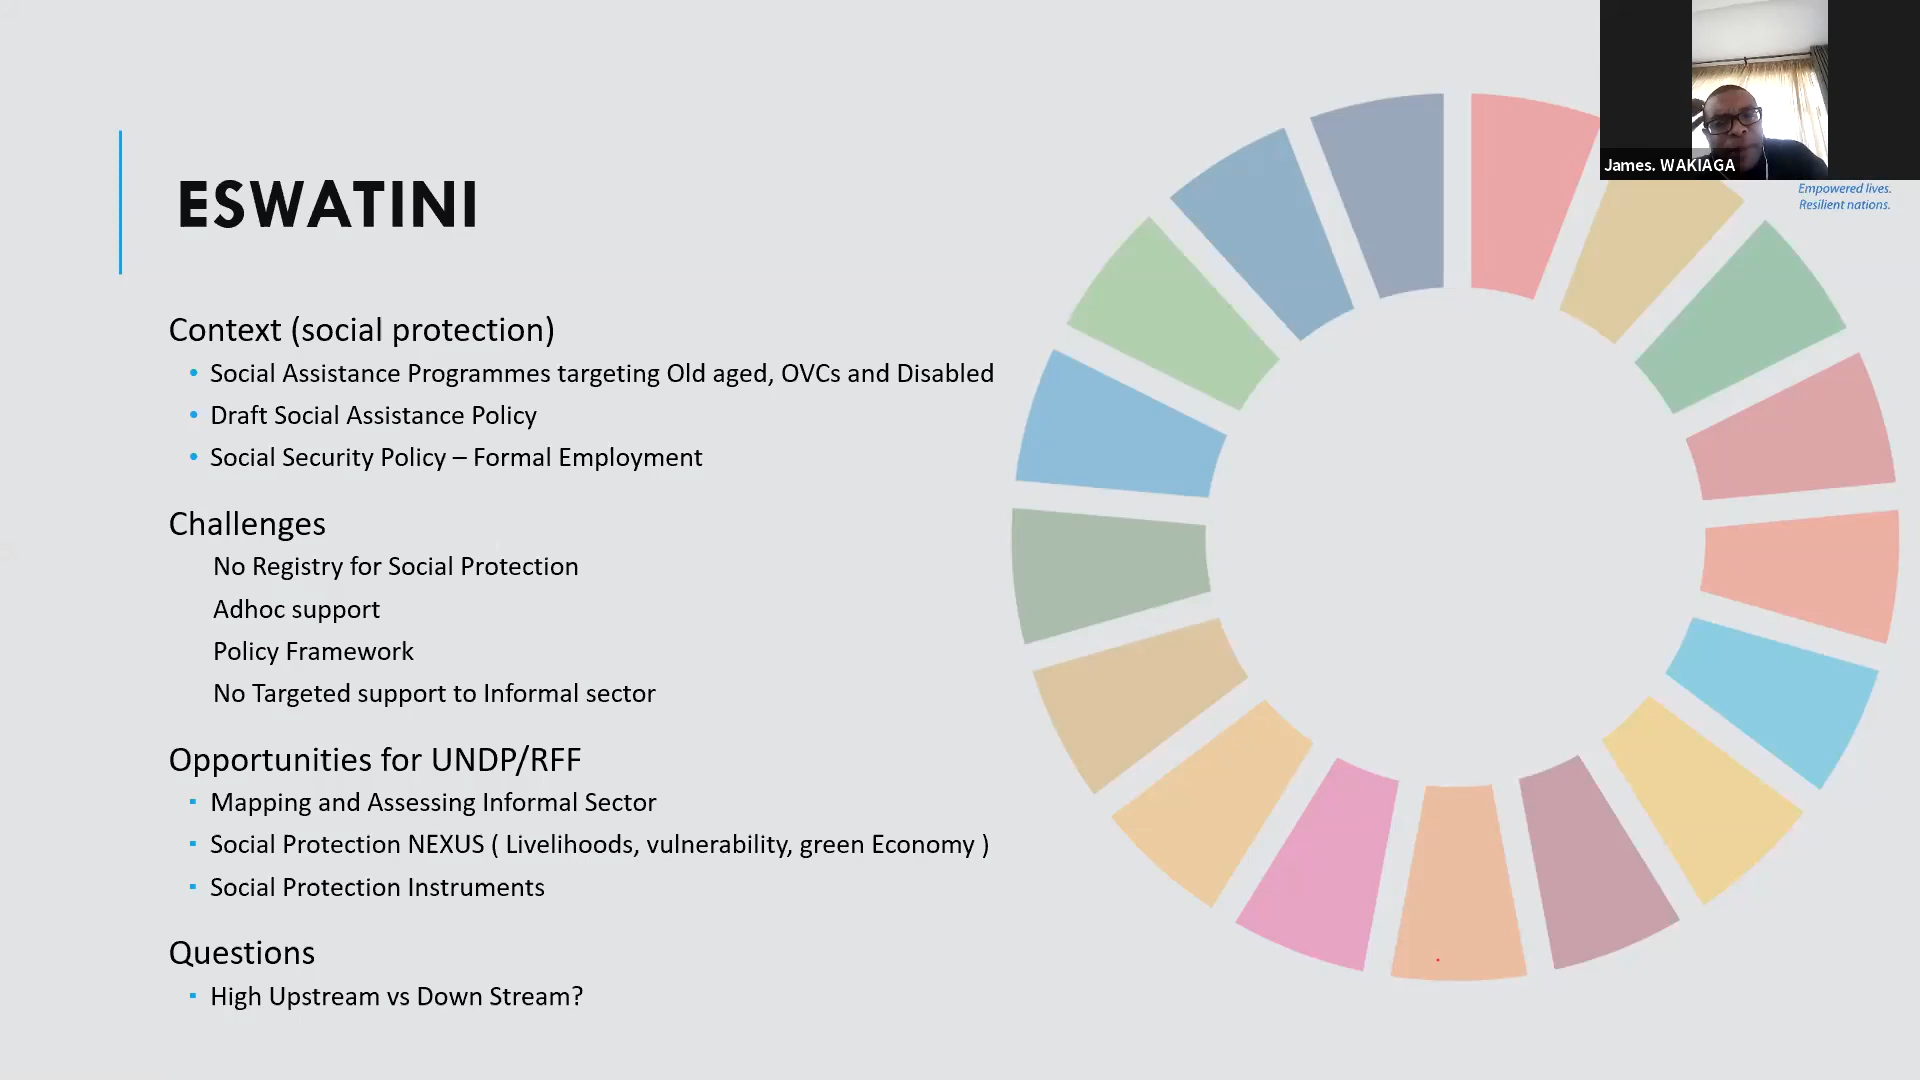 James. WAKIAGA
Empowered lives.
Resilient nations.
ESWATINI
Context (social protection)
• Social Assistance Programmes targeting Old aged, OVCs and Disabled
• Draft Social Assistance Policy
• Social Security Policy – Formal Employment
Challenges
No Registry for Social Protection
Adhoc support
Policy Framework
No Targeted support to Informal sector
Opportunities for UNDP/RFF
▪ Mapping and Assessing Informal Sector
▪ Social Protection NEXUS ( Livelihoods, vulnerability, green Economy )
▪ Social Protection Instruments
Questions
▪ High Upstream vs Down Stream?